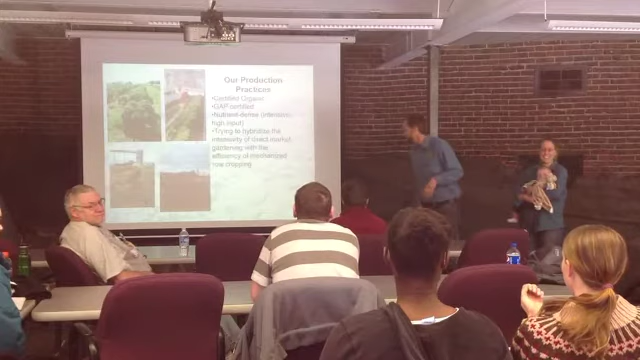 Our Production
Practices
•Certified Organic
•GAP certified
•Nutrient-dense (intensive,
high input)
•Trying to hybridize the
intensity of direct market
gardening with the
efficiency of mechanized
row cropping